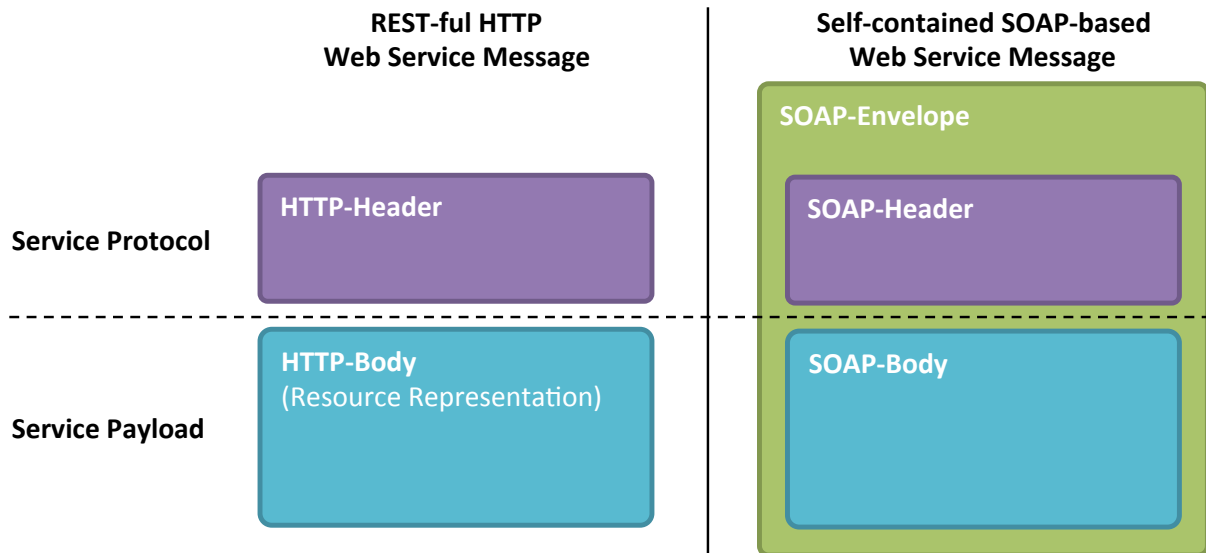 REST-ful HTTP
Web Service Message
Self-contained SOAP-based
Web Service Message
SOAP-Envelope
Service Protocol
HTTP-Header
SOAP-Header
Service Payload
HTTP-Body
(Resource Representation)
SOAP-Body